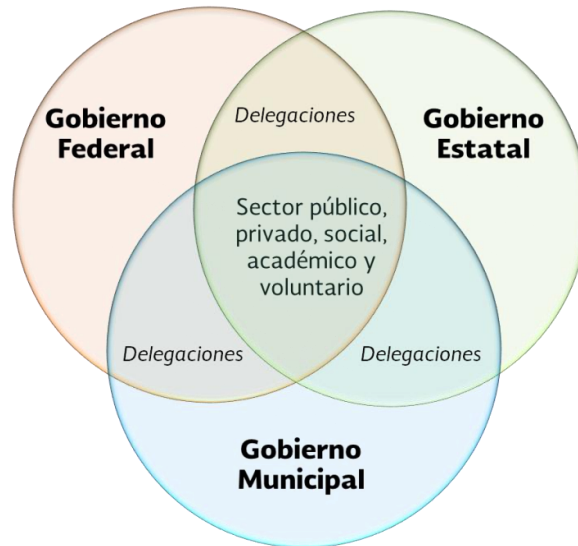 Delegaciones
Gobierno
Federal
Gobierno
Estatal
Sector público,
privado, social,
académico y
voluntario
Delegaciones
Delegaciones
Gobierno
Municipal